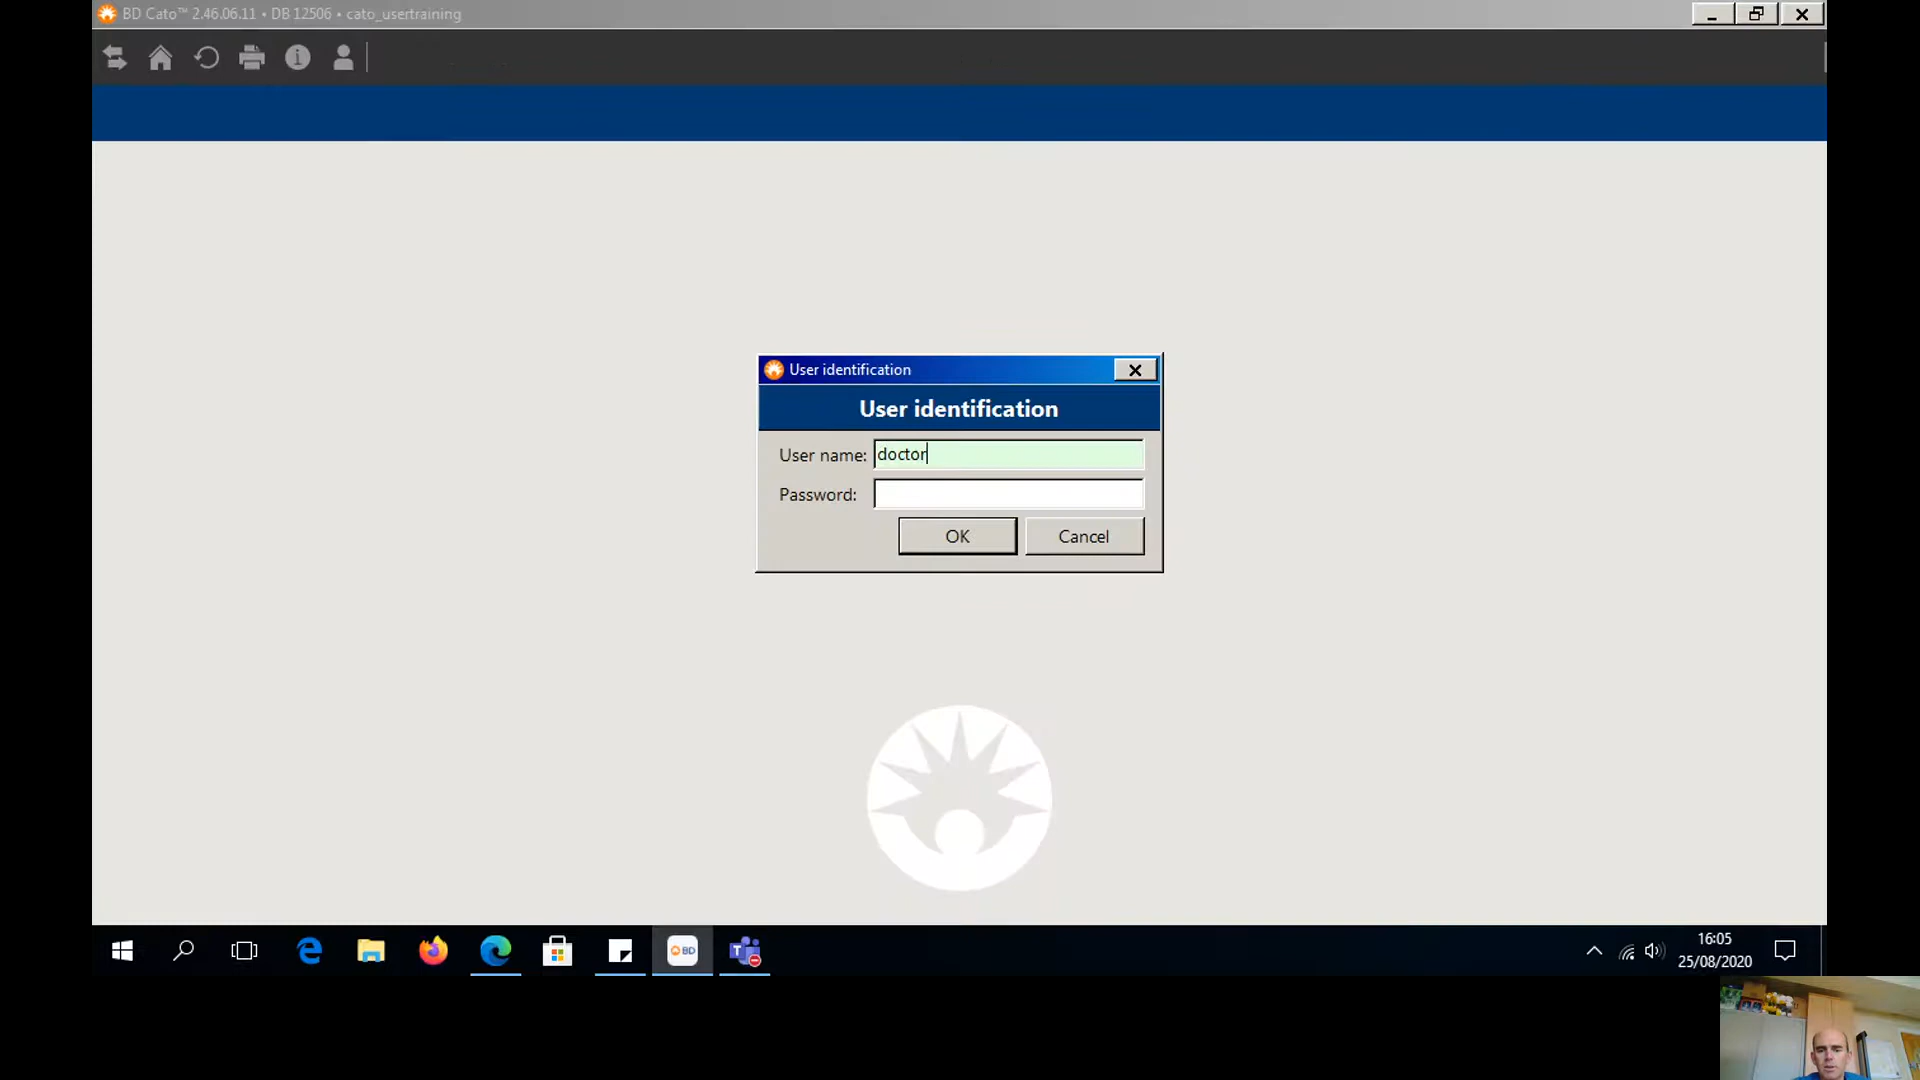 BD Cato™ 2.46.06.11 • DB 12506 • cato_usertraining
User identification
User identification
User name: doctor
Password:
OK Cancel
BD
T
16:05
25/08/2020